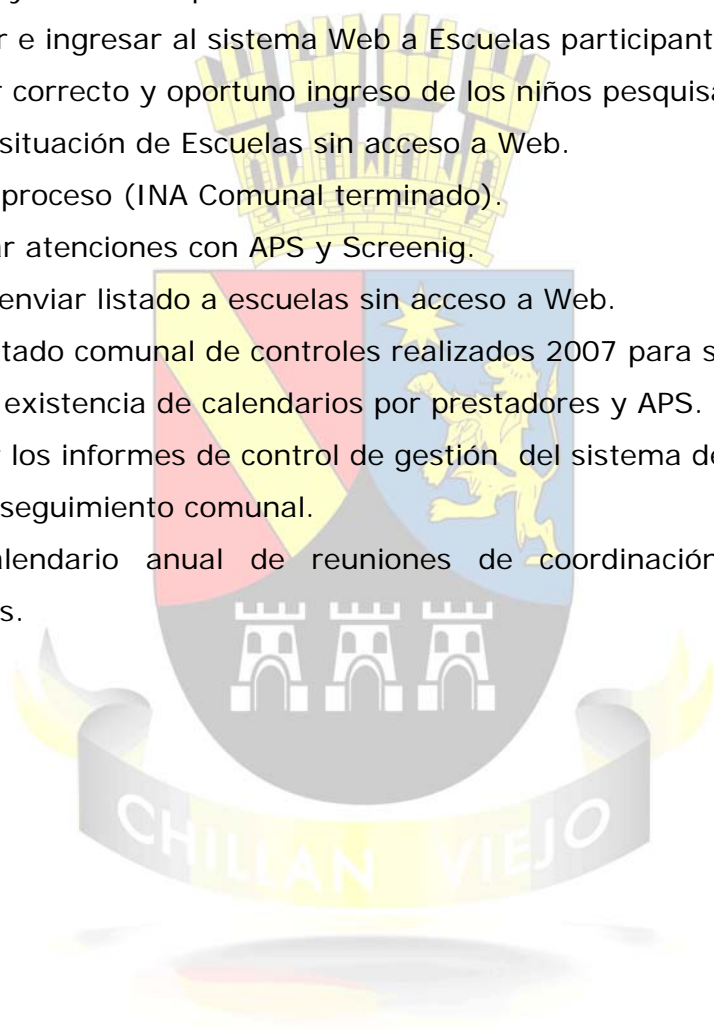 r e ingresar al sistema Web a Escuelas participant
r correcto y oportuno ingreso de los niños pesquisa
situación de Escuelas sin acceso a Web.
proceso (INA Comunal terminado).
ar atenciones con APS y Screenig.
enviar listado a escuelas sin acceso a Web.
tado comunal de controles realizados 2007 para s
existencia de calendarios por prestadores y APS.
r los informes de control de gestión del sistema de
seguimiento comunal.
alendario anual de reuniones de coordinación
s.
CHILLAN VIEJO